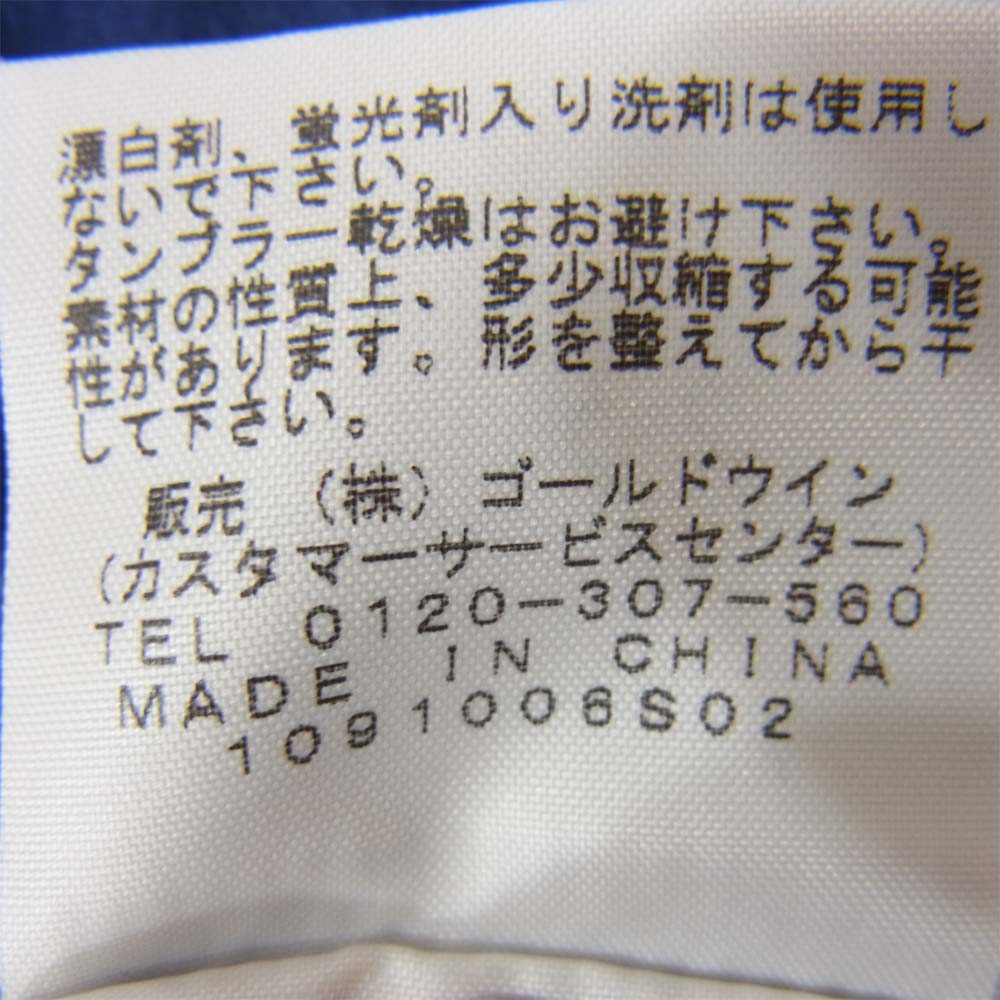 漂白剤、蛍光剤入り洗剤は使用し
ないで下さい。
タンブラー乾燥はお避け下さい。
素材の性質上、多少収縮する可能
性があります。形を整えてから干
して下さい。
販売 (株) ゴールドウイン
(カスタマーサービスセンター)
TEL 0120-307-560
MADE IN CHINA
1091006S02